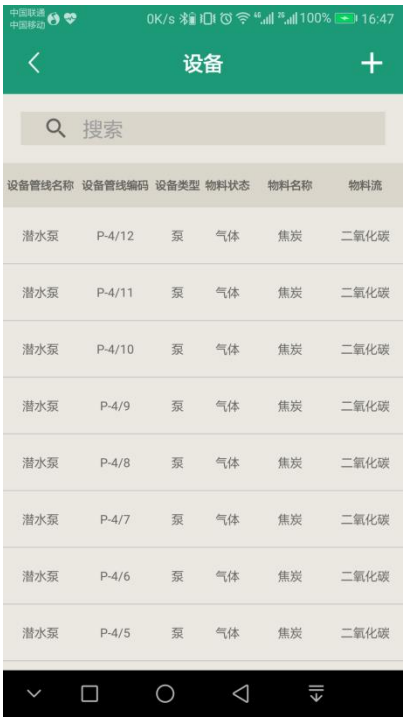 中国联通
中国移动
0K/s 46 26 100% 16:47
设备
搜索
设备管线名称 设备管线编码 设备类型 物料状态 物料名称 物料流
潜水泵 P-4/12 泵 气体 焦炭 二氧化碳
潜水泵 P-4/11 泵 气体 焦炭 二氧化碳
潜水泵 P-4/10 泵 气体 焦炭 二氧化碳
潜水泵 P-4/9 泵 气体 焦炭 二氧化碳
潜水泵 P-4/8 泵 气体 焦炭 二氧化碳
潜水泵 P-4/7 泵 气体 焦炭 二氧化碳
潜水泵 P-4/6 泵 气体 焦炭 二氧化碳
潜水泵 P-4/5 泵 气体 焦炭 二氧化碳